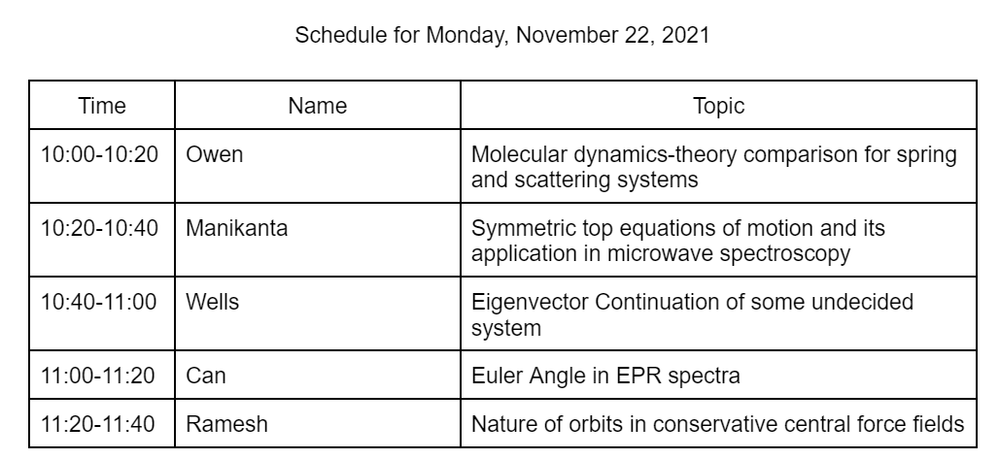 Schedule for Monday, November 22, 2021
Time Name Topic
10:00-10:20 Owen Molecular dynamics-theory comparison for spring
and scattering systems
10:20-10:40 Manikanta Symmetric top equations of motion and its
application in microwave spectroscopy
10:40-11:00 Wells Eigenvector Continuation of some undecided
system
11:00-11:20 Can Euler Angle in EPR spectra
11:20-11:40 Ramesh Nature of orbits in conservative central force fields